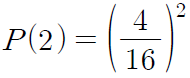 P(2) = (4/16)^2